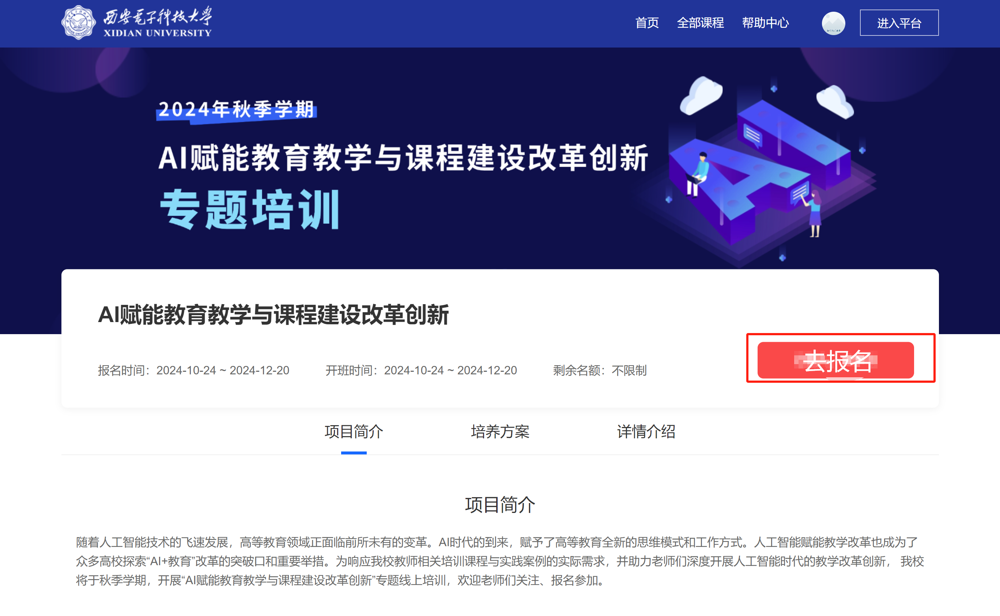 西安电子科技大学
XIDIAN UNIVERSITY
首页 全部课程 帮助中心 进入平台
2024年秋季学期
AI赋能教育教学与课程建设改革创新
专题培训
AI赋能教育教学与课程建设改革创新
去报名
报名时间：2024-10-24 ~ 2024-12-20 开班时间：2024-10-24 ~ 2024-12-20 剩余名额：不限制
项目简介 培养方案 详情介绍
项目简介
随着人工智能技术的飞速发展，高等教育领域正面临前所未有的变革。AI时代的到来，赋予了高等教育全新的思维模式和工作方式。人工智能赋能教学改革也成为了
众多高校探索“AI+教育”改革的突破口和重要举措。为响应我校教师相关培训课程与实践案例的实际需求，并助力老师们深度开展人工智能时代的教学改革创新， 我校
将于秋季学期，开展“AI赋能教育教学与课程建设改革创新”专题线上培训，欢迎老师们关注、报名参加。